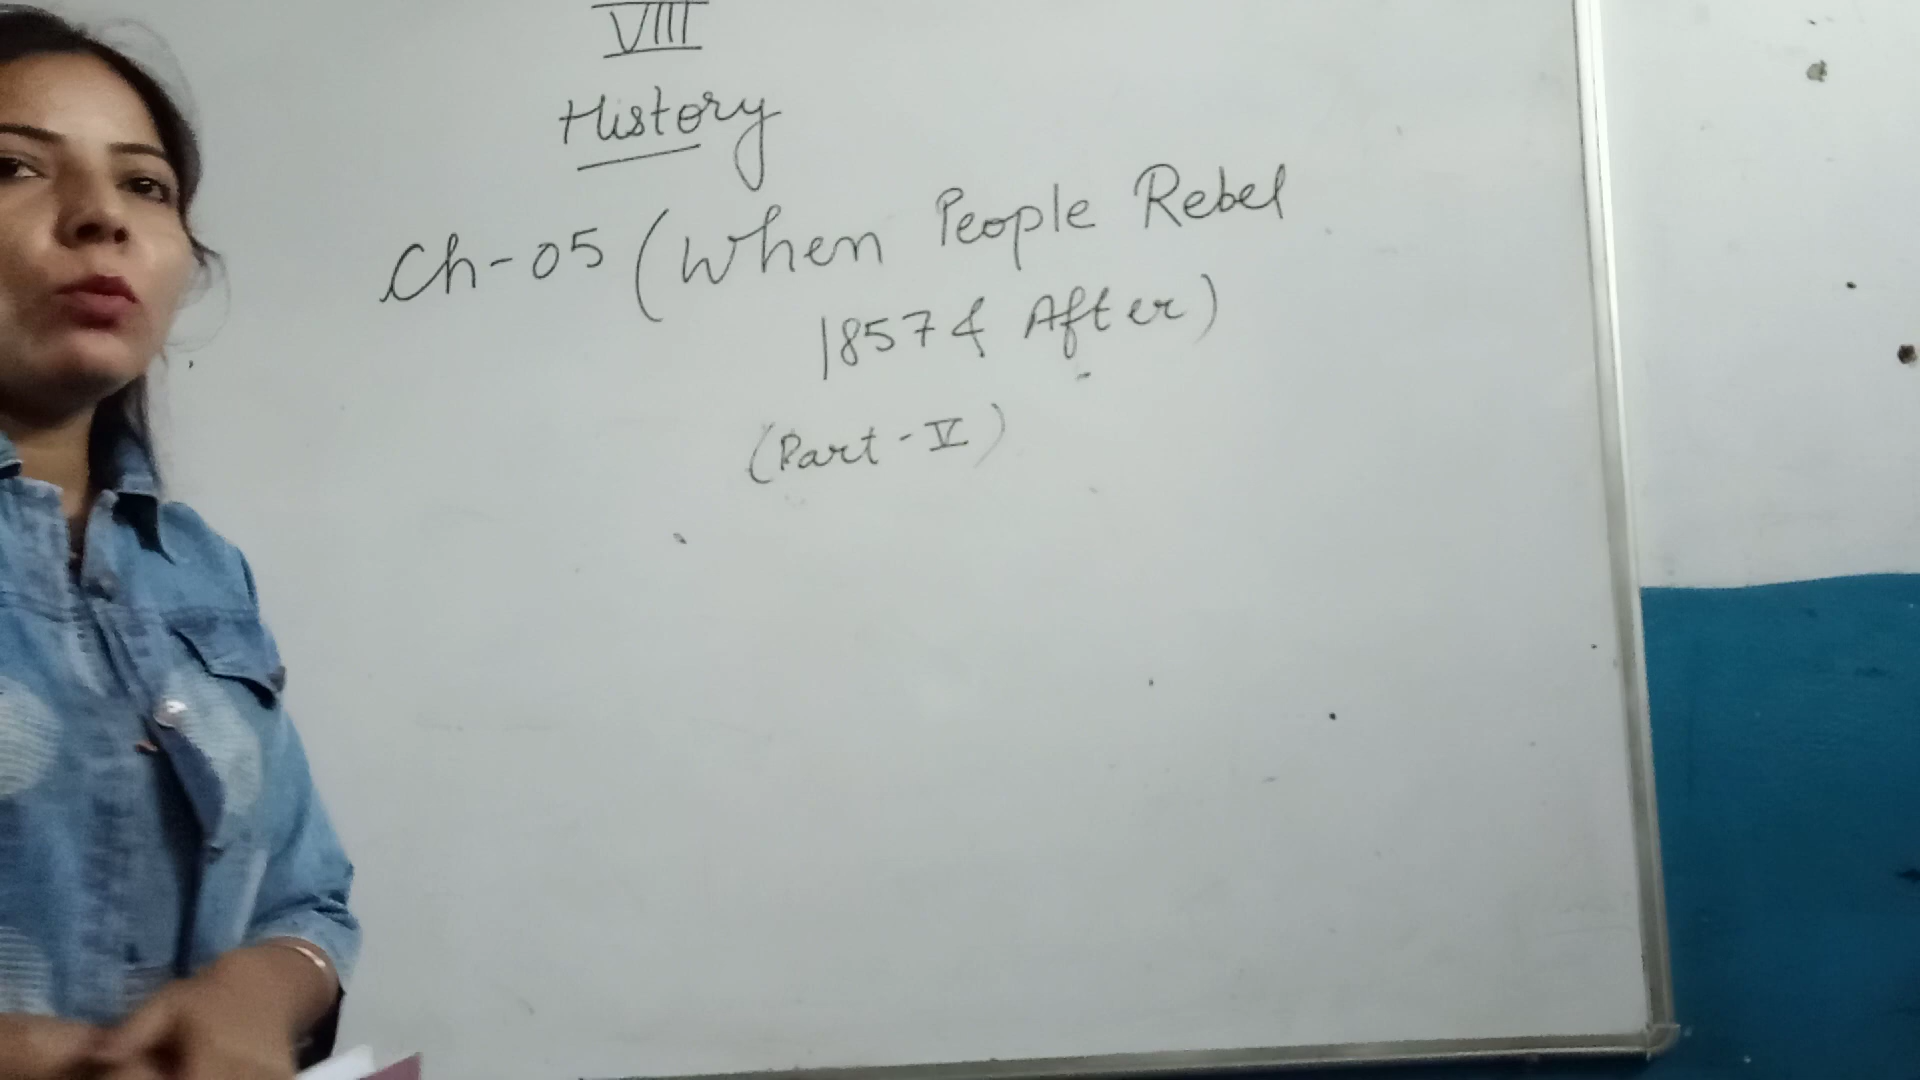 VIII
History
Ch-05 (When People Rebel
1857 & After)
(Part-V)